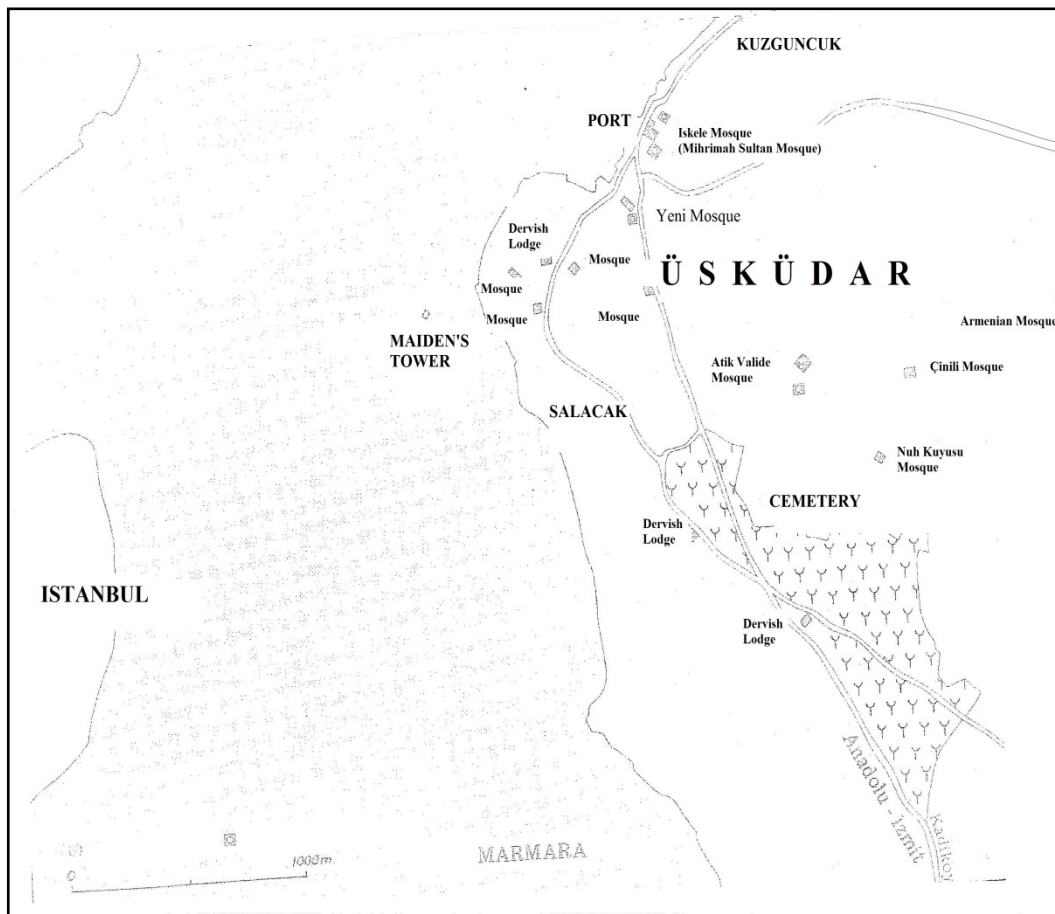 KUZGUNCUK
PORT
Iskele Mosque
(Mihrimah Sultan Mosque)
Yeni Mosque
Dervish
Lodge
Mosque
Mosque
Mosque
ÜSKÜDAR
Mosque
MAIDEN'S
TOWER
Armenian Mosque
Atik Valide
Mosque
Çinili Mosque
SALACAK
Nuh Kuyusu
Mosque
CEMETERY
Dervish
Lodge
ISTANBUL
Dervish
Lodge
Anadolu - izmit
Kadıköy
MARMARA
0
1000m.